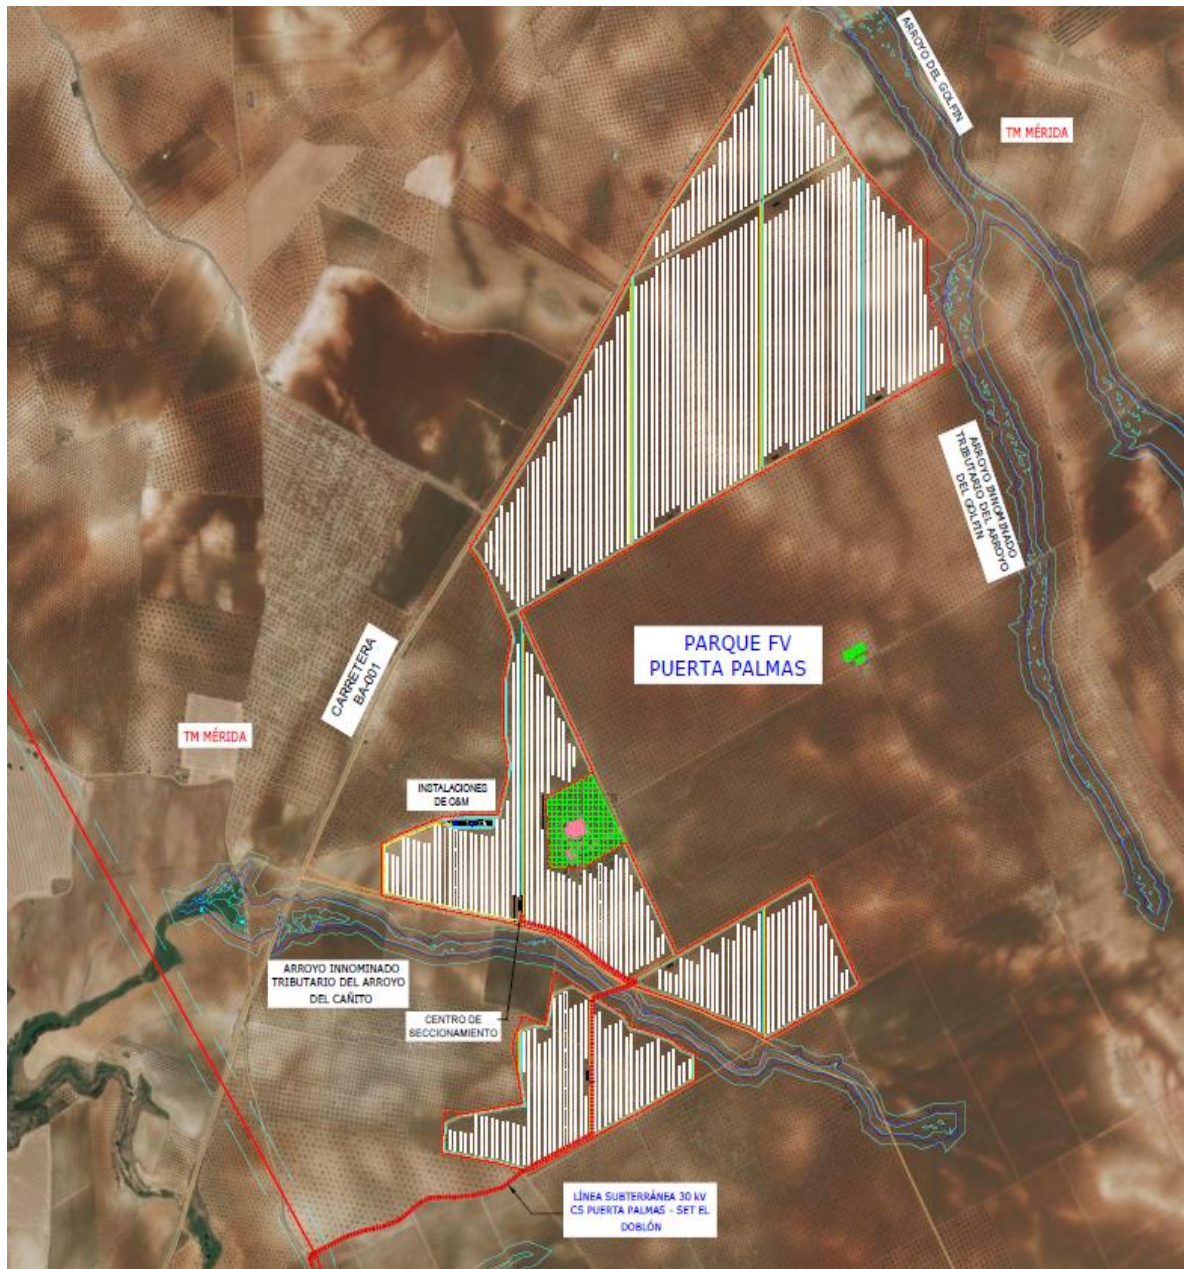 ARROYO DEL GOLFIN
TM MÉRIDA
ARROYO INNOMINADO
TRIBUTARIO DEL ARROYO
DEL GOLFIN
PARQUE FV
PUERTA PALMAS
CARRETERA
BA-001
TM MÉRIDA
INSTALACIONES
DE O&M
ARROYO INNOMINADO
TRIBUTARIO DEL ARROYO
DEL CAÑITO
CENTRO DE
SECCIONAMIENTO
LÍNEA SUBTERRÁNEA 30 kV
CS PUERTA PALMAS - SET EL
DOBLÓN